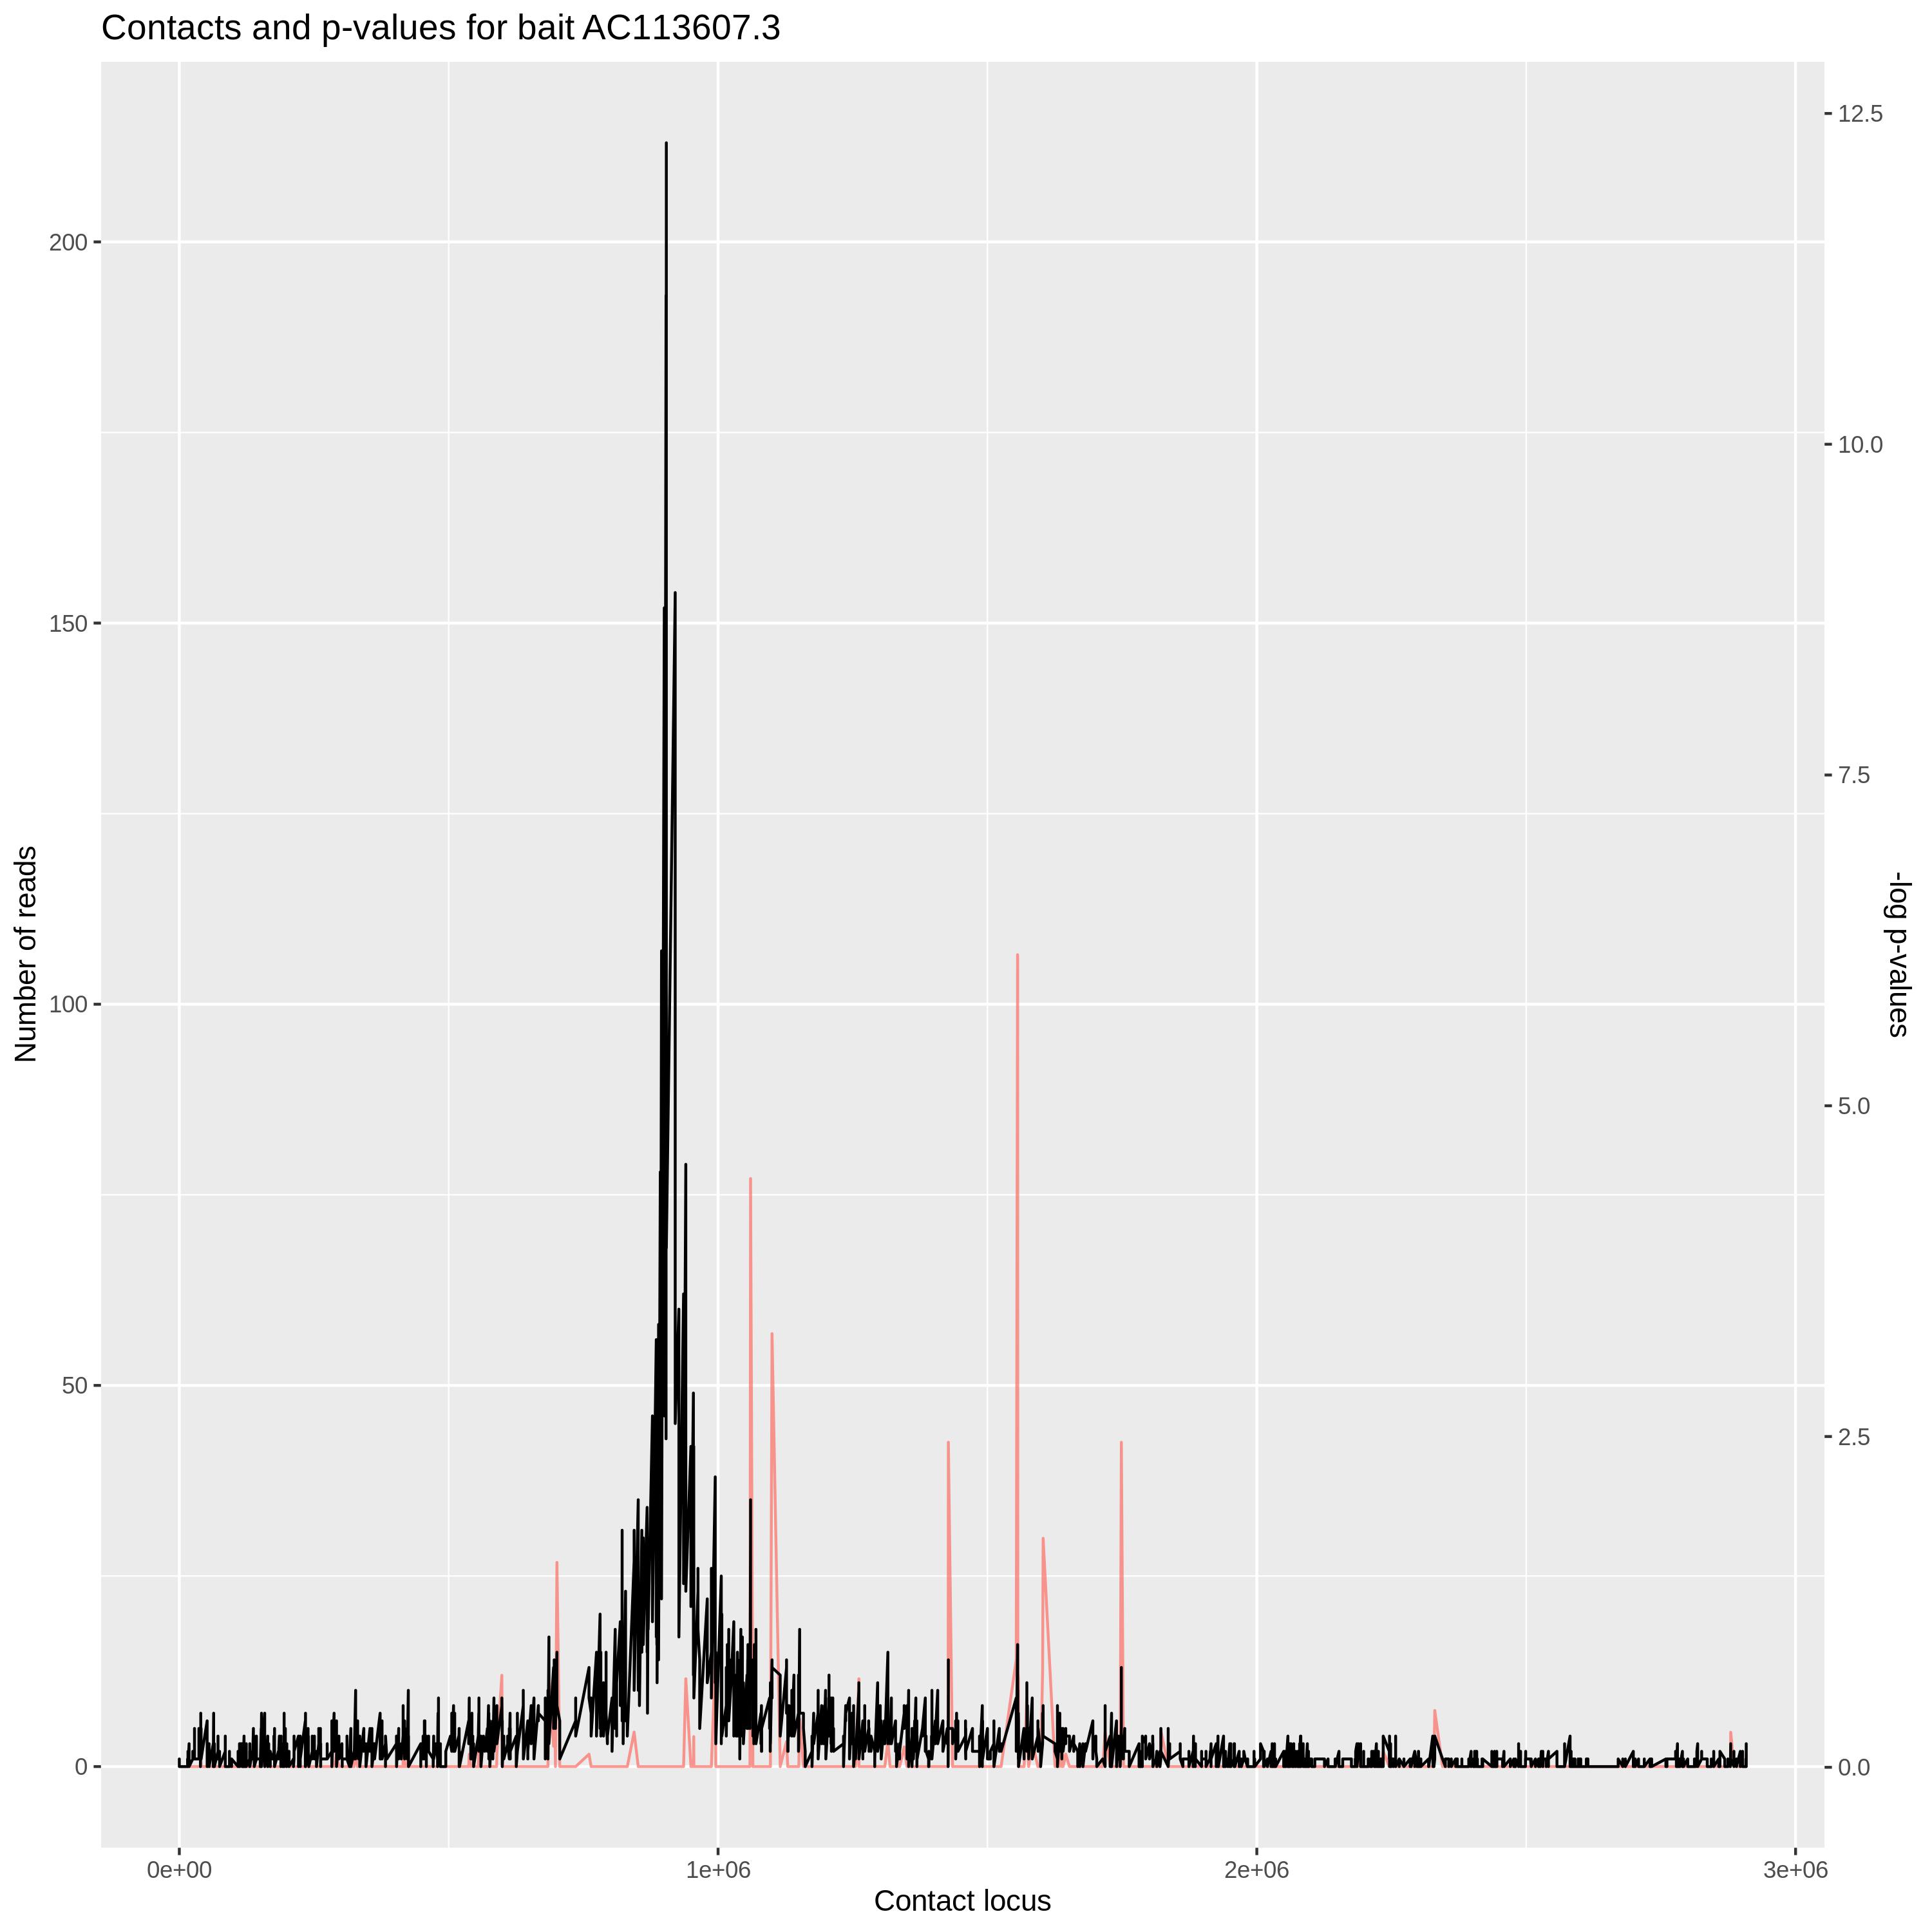 Contacts and p-values for bait AC113607.3
Number of reads
200
150
100
50
0
12.5
10.0
7.5
5.0
2.5
0.0
-log p-values
0e+00
1e+06
2e+06
3e+06
Contact locus